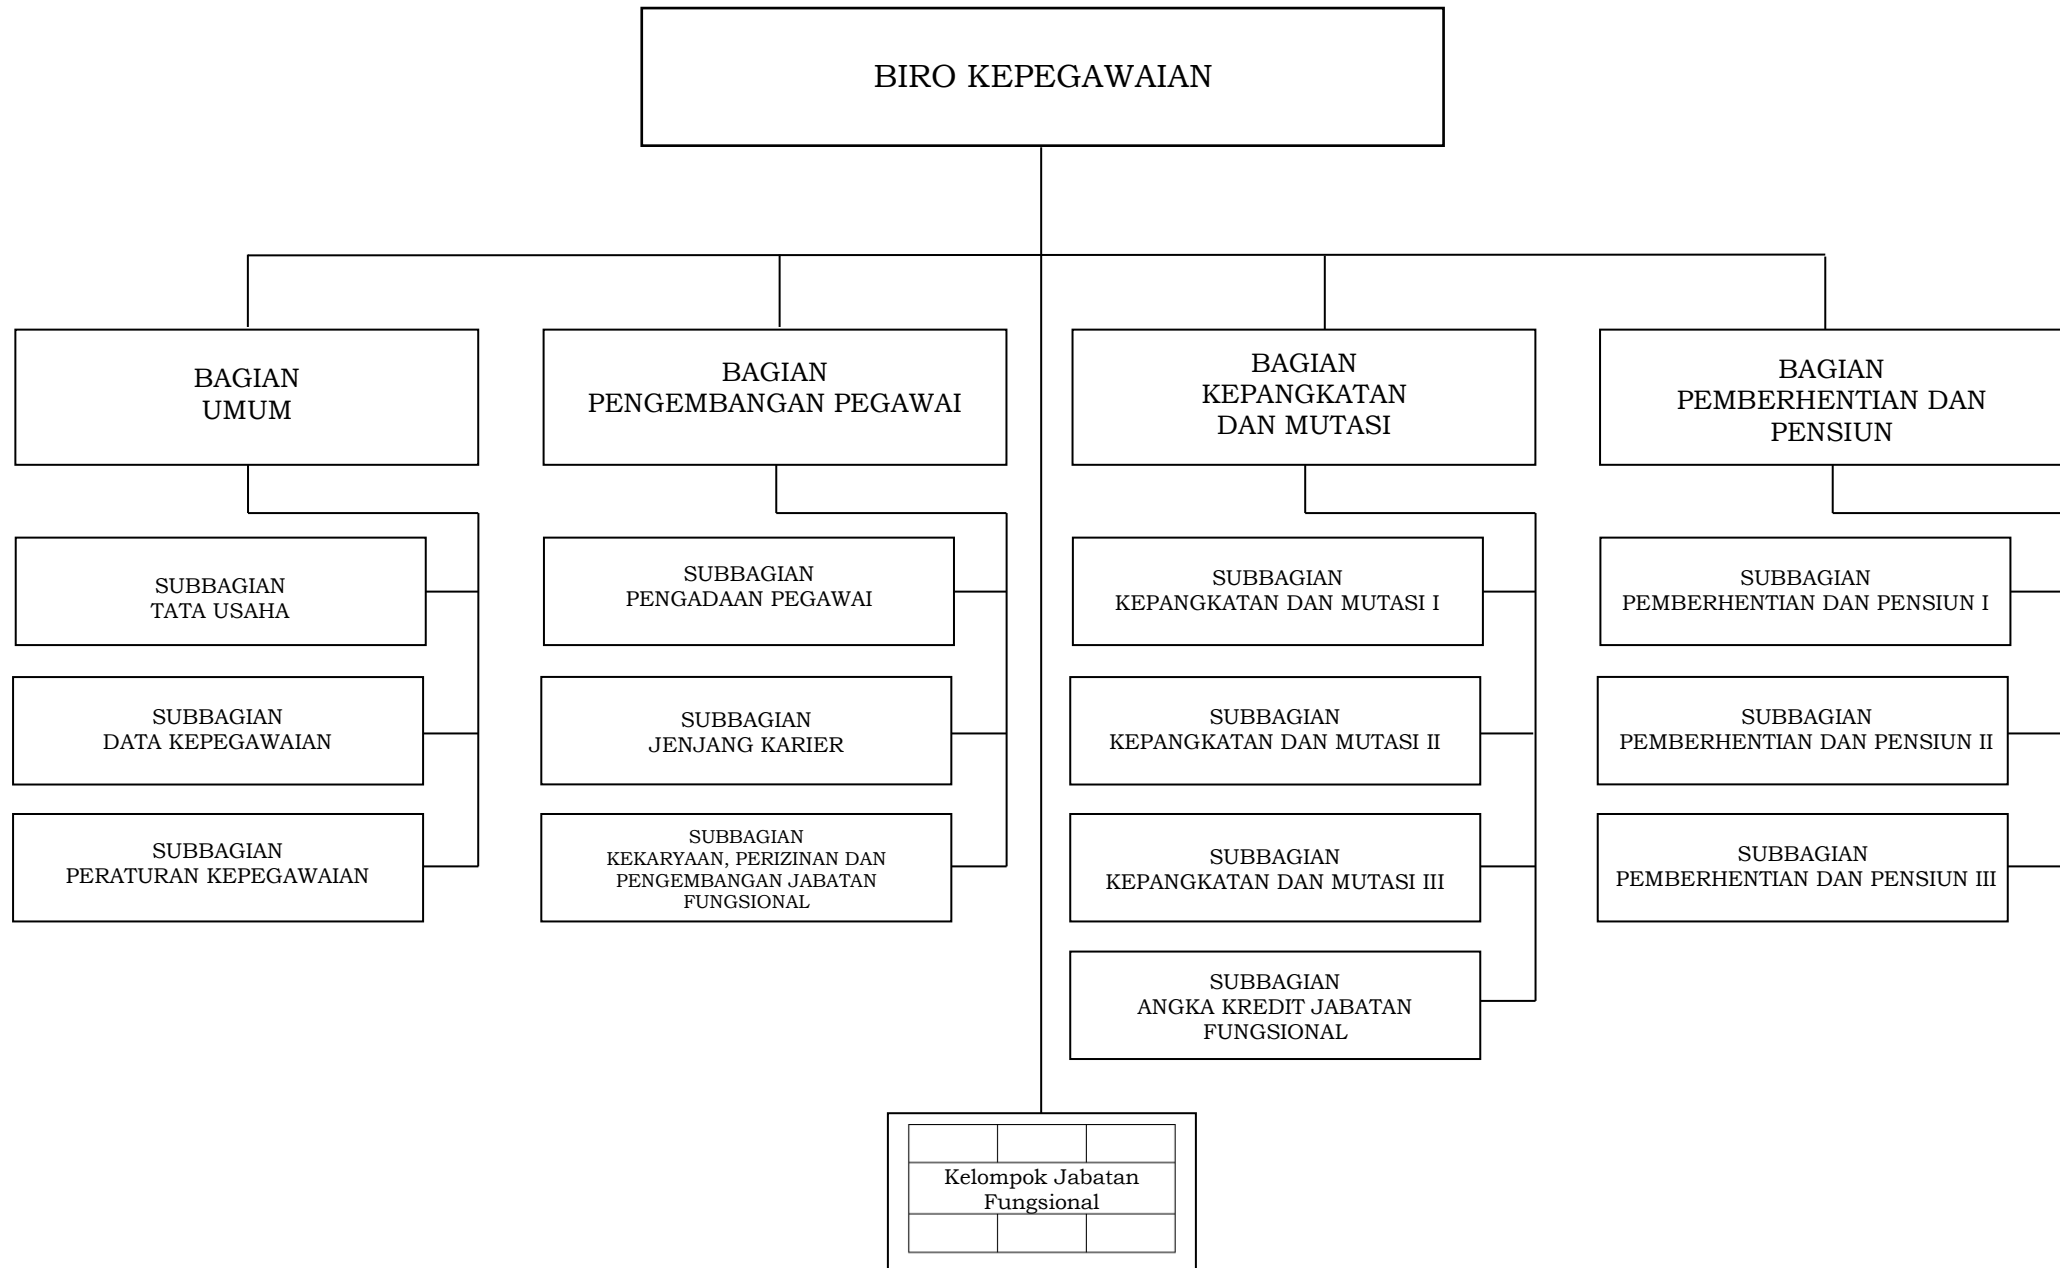 BIRO KEPEGAWAIAN
BAGIAN
UMUM
BAGIAN
PENGEMBANGAN PEGAWAI
BAGIAN
KEPANGKATAN
DAN MUTASI
BAGIAN
PEMBERHENTIAN DAN
PENSIUN
SUBBAGIAN
TATA USAHA
SUBBAGIAN
PENGADAAN PEGAWAI
SUBBAGIAN
KEPANGKATAN DAN MUTASI I
SUBBAGIAN
PEMBERHENTIAN DAN PENSIUN I
SUBBAGIAN
DATA KEPEGAWAIAN
SUBBAGIAN
JENJANG KARIER
SUBBAGIAN
KEPANGKATAN DAN MUTASI II
SUBBAGIAN
PEMBERHENTIAN DAN PENSIUN II
SUBBAGIAN
PERATURAN KEPEGAWAIAN
SUBBAGIAN
KEKARYAAN, PERIZINAN DAN
PENGEMBANGAN JABATAN
FUNGSIONAL
SUBBAGIAN
KEPANGKATAN DAN MUTASI III
SUBBAGIAN
PEMBERHENTIAN DAN PENSIUN III
SUBBAGIAN
ANGKA KREDIT JABATAN
FUNGSIONAL
Kelompok Jabatan
Fungsional